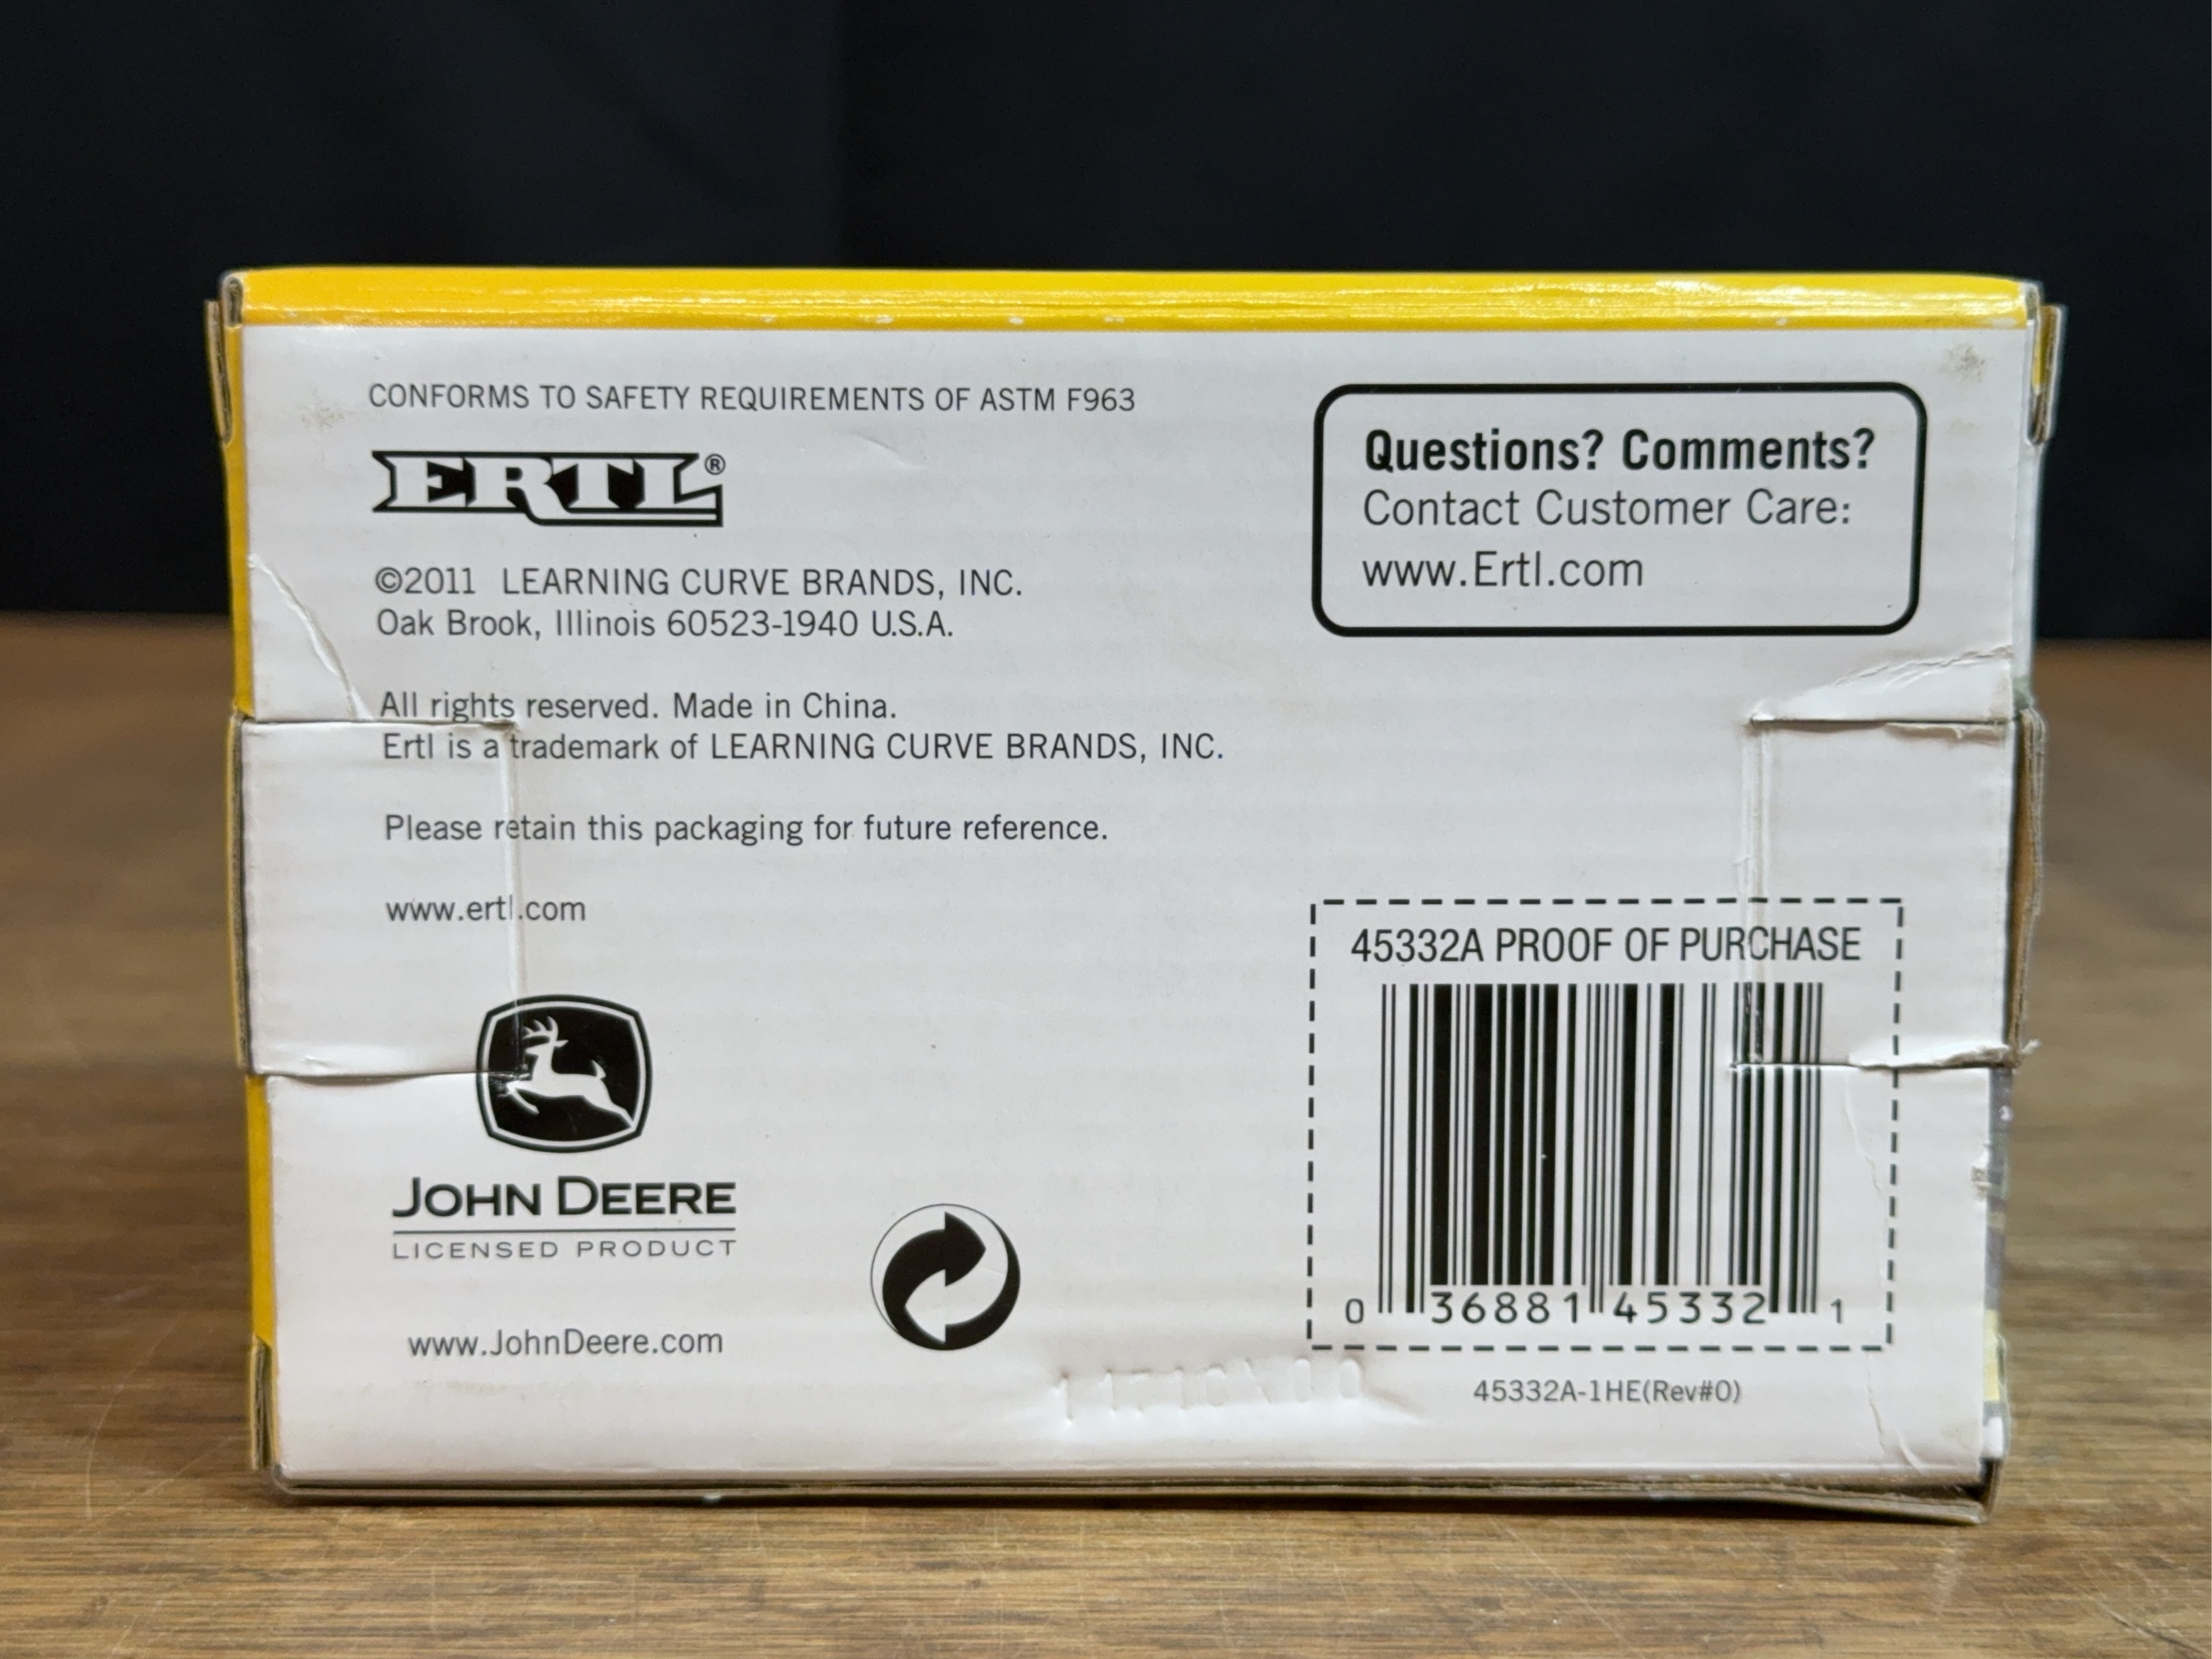 CONFORMS TO SAFETY REQUIREMENTS OF ASTM F963
ERTL®
©2011 LEARNING CURVE BRANDS, INC.
Oak Brook, Illinois 60523-1940 U.S.A.
All rights reserved. Made in China.
Ertl is a trademark of LEARNING CURVE BRANDS, INC.
Please retain this packaging for future reference.
www.ertl.com
JOHN DEERE
LICENSED PRODUCT
www.JohnDeere.com
Questions? Comments?
Contact Customer Care:
www.Ertl.com
45332A PROOF OF PURCHASE
0 36881 45332 1
45332A-1HE(Rev#0)